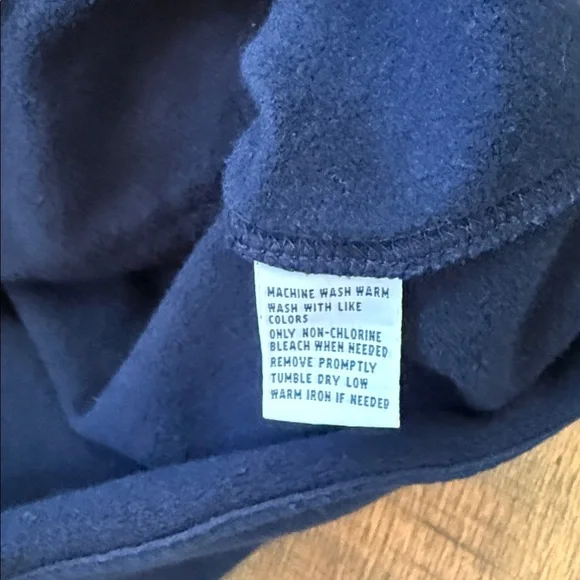 MACHINE WASH WARM
WASH WITH LIKE
COLORS
ONLY NON-CHLORINE
BLEACH WHEN NEEDED
REMOVE PROMPTLY
TUMBLE DRY LOW
WARM IRON IF NEEDED